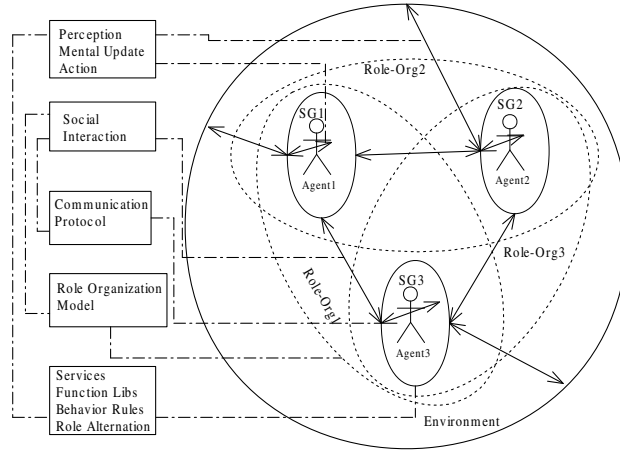 Perception
Mental Update
Action
Social
Interaction
Communication
Protocol
Role Organization
Model
Services
Function Libs
Behavior Rules
Role Alternation
Role-Org2
SG1
Agent1
SG2
Agent2
Role-Org3
Role-Org1
SG3
Agent3
Environment